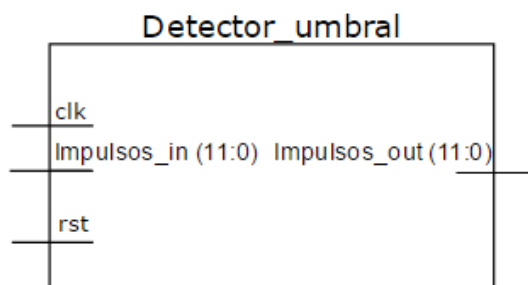 Detector_umbral
clk
Impulsos_in (11:0) Impulsos_out (11:0)
rst